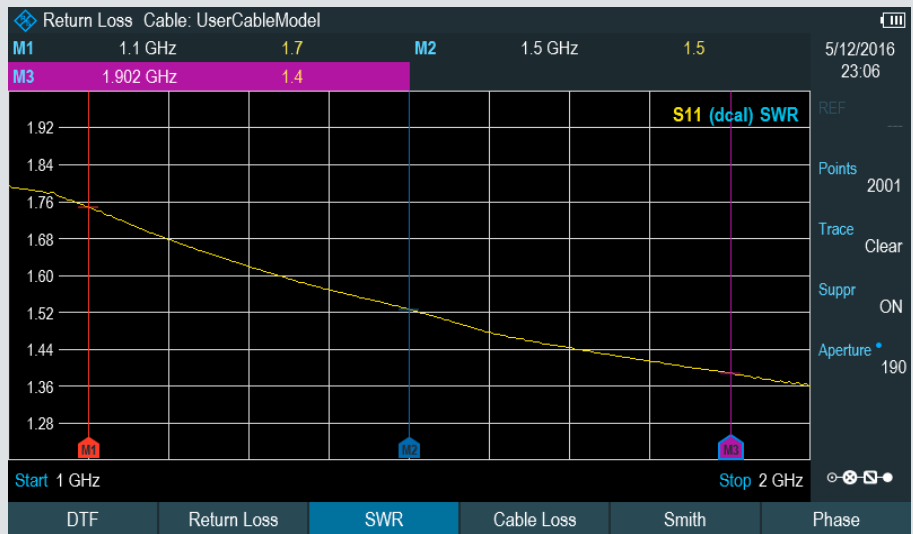 Return Loss Cable: UserCableModel
M1 1.1 GHz 1.7 M2 1.5 GHz 1.5 5/12/2016
M3 1.902 GHz 1.4 23:06
S11 (dcal) SWR
REF
---
1.92
1.84
1.76
1.68
1.60
1.52
1.44
1.36
1.28
Points
2001
Trace
Clear
Suppr
ON
Aperture
190
M1 M2 M3
Start 1 GHz Stop 2 GHz
DTF Return Loss SWR Cable Loss Smith Phase